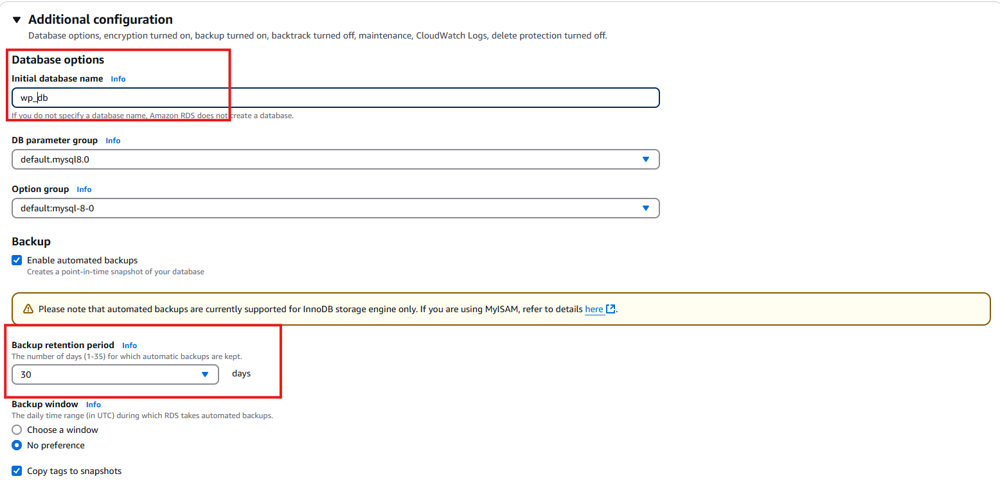 Additional configuration
Database options, encryption turned on, backup turned on, backtrack turned off, maintenance, CloudWatch Logs, delete protection turned off.
Database options
Initial database name Info
wp_db
If you do not specify a database name, Amazon RDS does not create a database.
DB parameter group Info
default.mysql8.0
Option group Info
default:mysql-8-0
Backup
Enable automated backups
Creates a point-in-time snapshot of your database
Please note that automated backups are currently supported for InnoDB storage engine only. If you are using MyISAM, refer to details here.
Backup retention period Info
The number of days (1-35) for which automatic backups are kept.
30 days
Backup window Info
The daily time range (in UTC) during which RDS takes automated backups.
Choose a window
No preference
Copy tags to snapshots